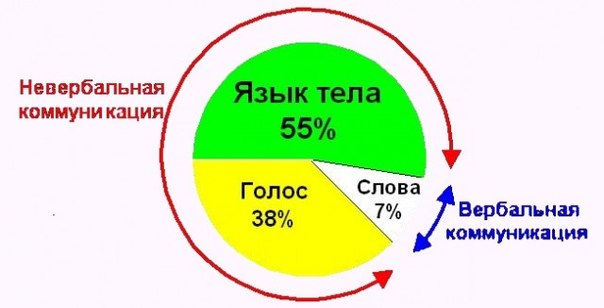 Невербальная
коммуникация
Язык тела
55%
Голос
38%
Слова
7%
Вербальная
коммуникация